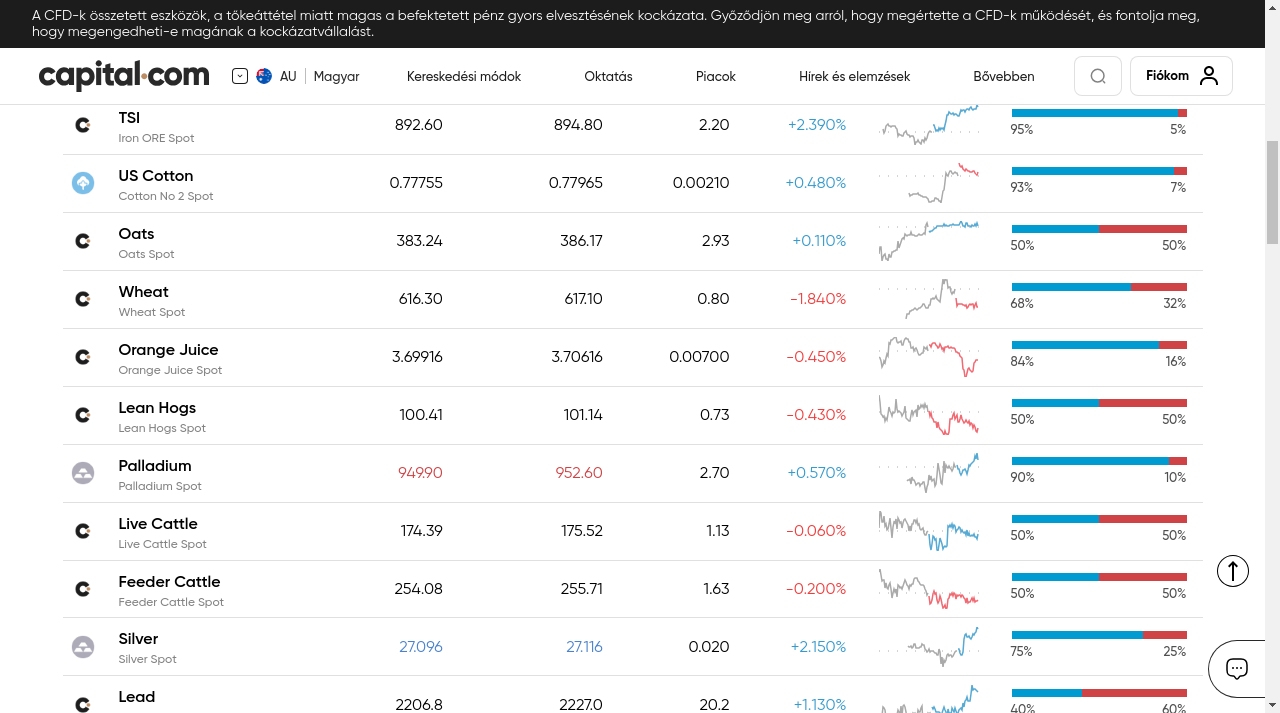 A CFD-k összetett eszközök, a tőkeáttétel miatt magas a befektetett pénz gyors elvesztésének kockázata. Győződjön meg arról, hogy megértette a CFD-k működését, és fontolja meg,
hogy megengedheti-e magának a kockázatvállalást.
capital.com AU Magyar Kereskedési módok Oktatás Piacok Hírek és elemzések Bővebben Fiókom
TSI 892.60 894.80 2.20 +2.390% 95% 5%
Iron ORE Spot
US Cotton 0.77755 0.77965 0.00210 +0.480% 93% 7%
Cotton No 2 Spot
Oats 383.24 386.17 2.93 +0.110% 50% 50%
Oats Spot
Wheat 616.30 617.10 0.80 -1.840% 68% 32%
Wheat Spot
Orange Juice 3.69916 3.70616 0.00700 -0.450% 84% 16%
Orange Juice Spot
Lean Hogs 100.41 101.14 0.73 -0.430% 50% 50%
Lean Hogs Spot
Palladium 949.90 952.60 2.70 +0.570% 90% 10%
Palladium Spot
Live Cattle 174.39 175.52 1.13 -0.060% 50% 50%
Live Cattle Spot
Feeder Cattle 254.08 255.71 1.63 -0.200% 50% 50%
Feeder Cattle Spot
Silver 27.096 27.116 0.020 +2.150% 75% 25%
Silver Spot
Lead 2206.8 2227.0 20.2 +1.130% 40% 60%